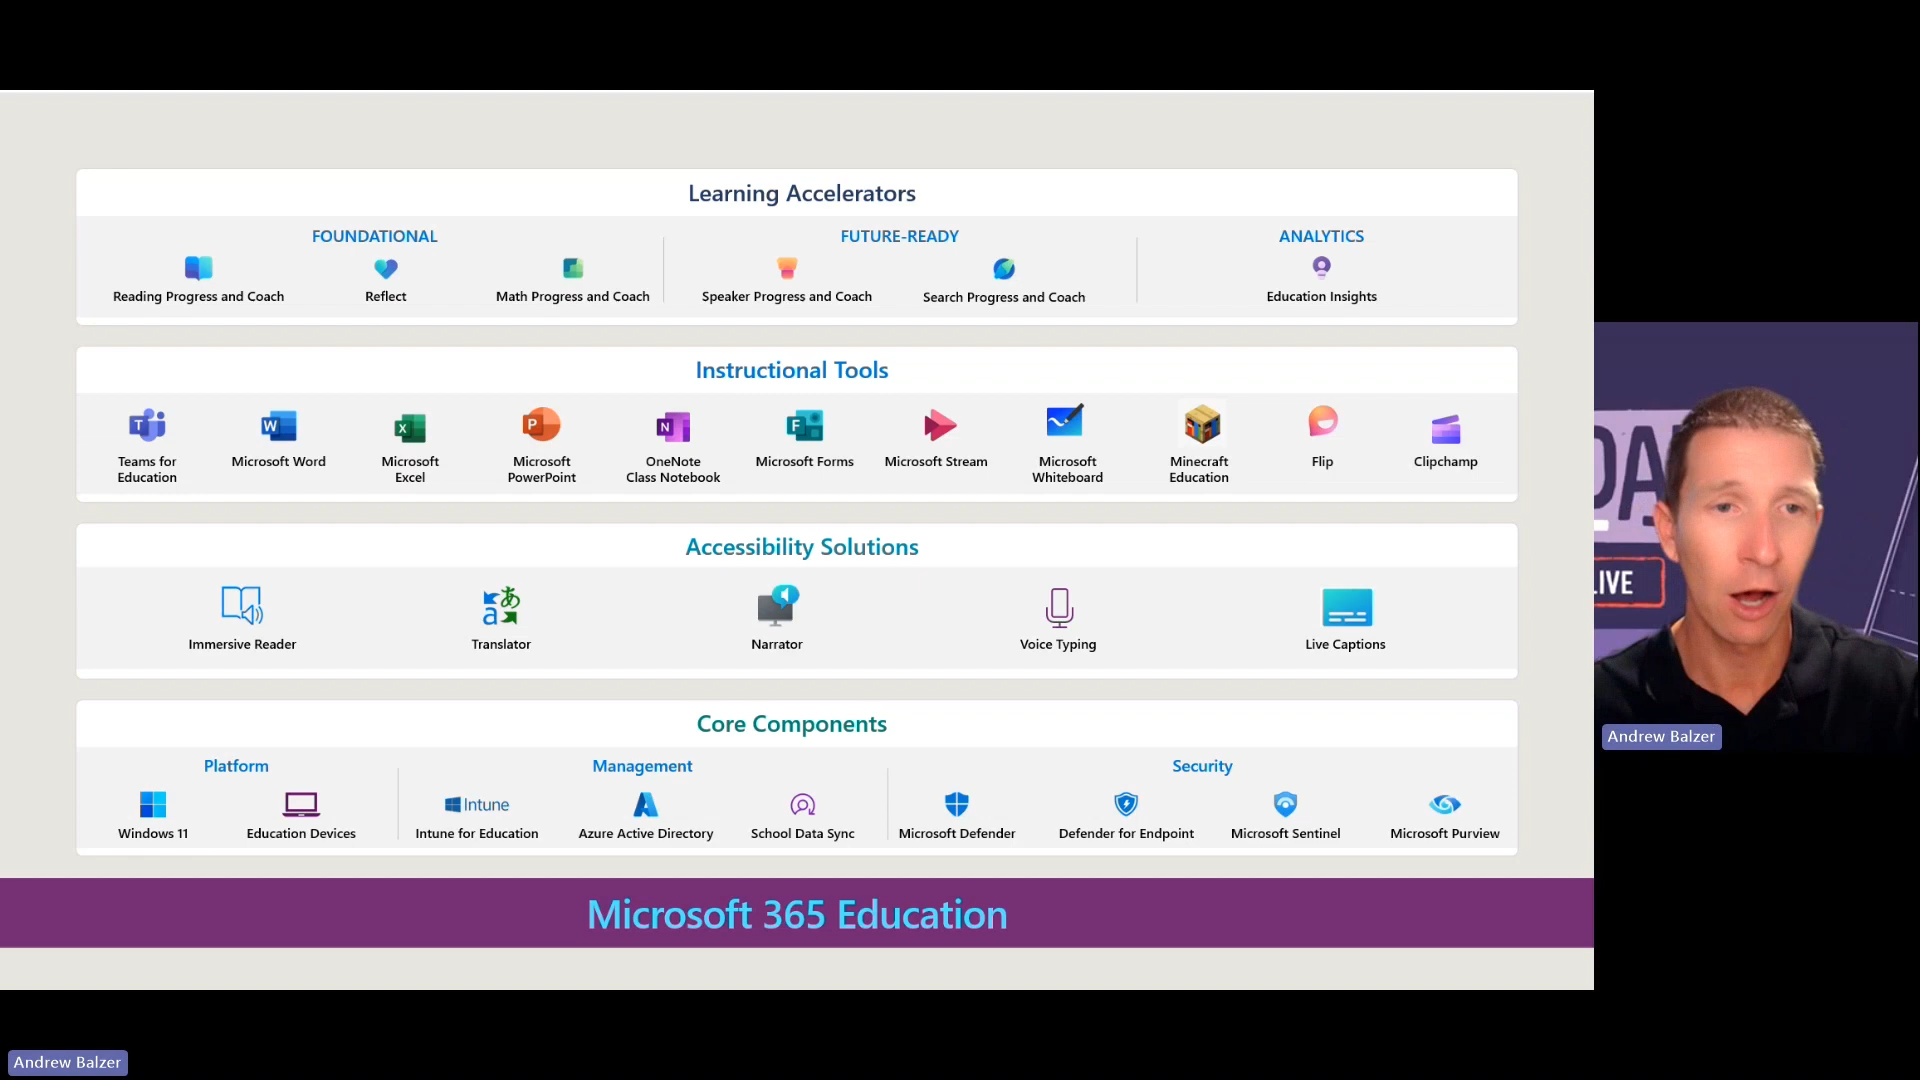 Learning Accelerators
FOUNDATIONAL
FUTURE-READY
ANALYTICS
Reading Progress and Coach
Reflect
Math Progress and Coach
Speaker Progress and Coach
Search Progress and Coach
Education Insights
Instructional Tools
T
W
X
P
N
F
Teams for
Education
Microsoft Word
Microsoft
Excel
Microsoft
PowerPoint
OneNote
Class Notebook
Microsoft Forms
Microsoft Stream
Microsoft
Whiteboard
Minecraft
Education
Flip
Clipchamp
Accessibility Solutions
a あ
Immersive Reader
Translator
Narrator
Voice Typing
Live Captions
Core Components
Platform
Management
Security
Intune
Windows 11
Education Devices
Intune for Education
Azure Active Directory
School Data Sync
Microsoft Defender
Defender for Endpoint
Microsoft Sentinel
Microsoft Purview
Microsoft 365 Education
LIVE
Andrew Balzer
Andrew Balzer